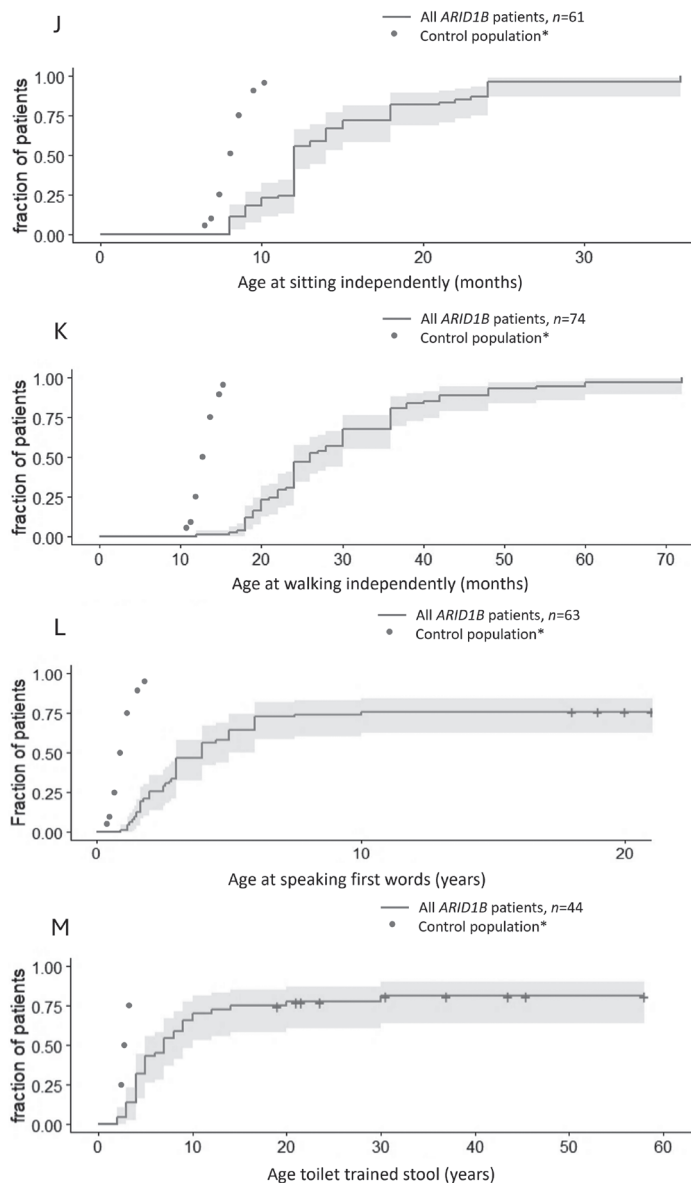 J
All ARID1B patients, n=61
Control population*
fraction of patients
1.00
0.75
0.50
0.25
0.00
0 10 20 30
Age at sitting independently (months)
K
All ARID1B patients, n=74
Control population*
fraction of patients
1.00
0.75
0.50
0.25
0.00
0 10 20 30 40 50 60 70
Age at walking independently (months)
L
All ARID1B patients, n=63
Control population*
Fraction of patients
1.00
0.75
0.50
0.25
0.00
0 10 20
Age at speaking first words (years)
M
All ARID1B patients, n=44
Control population*
fraction of patients
1.00
0.75
0.50
0.25
0.00
0 10 20 30 40 50 60
Age toilet trained stool (years)